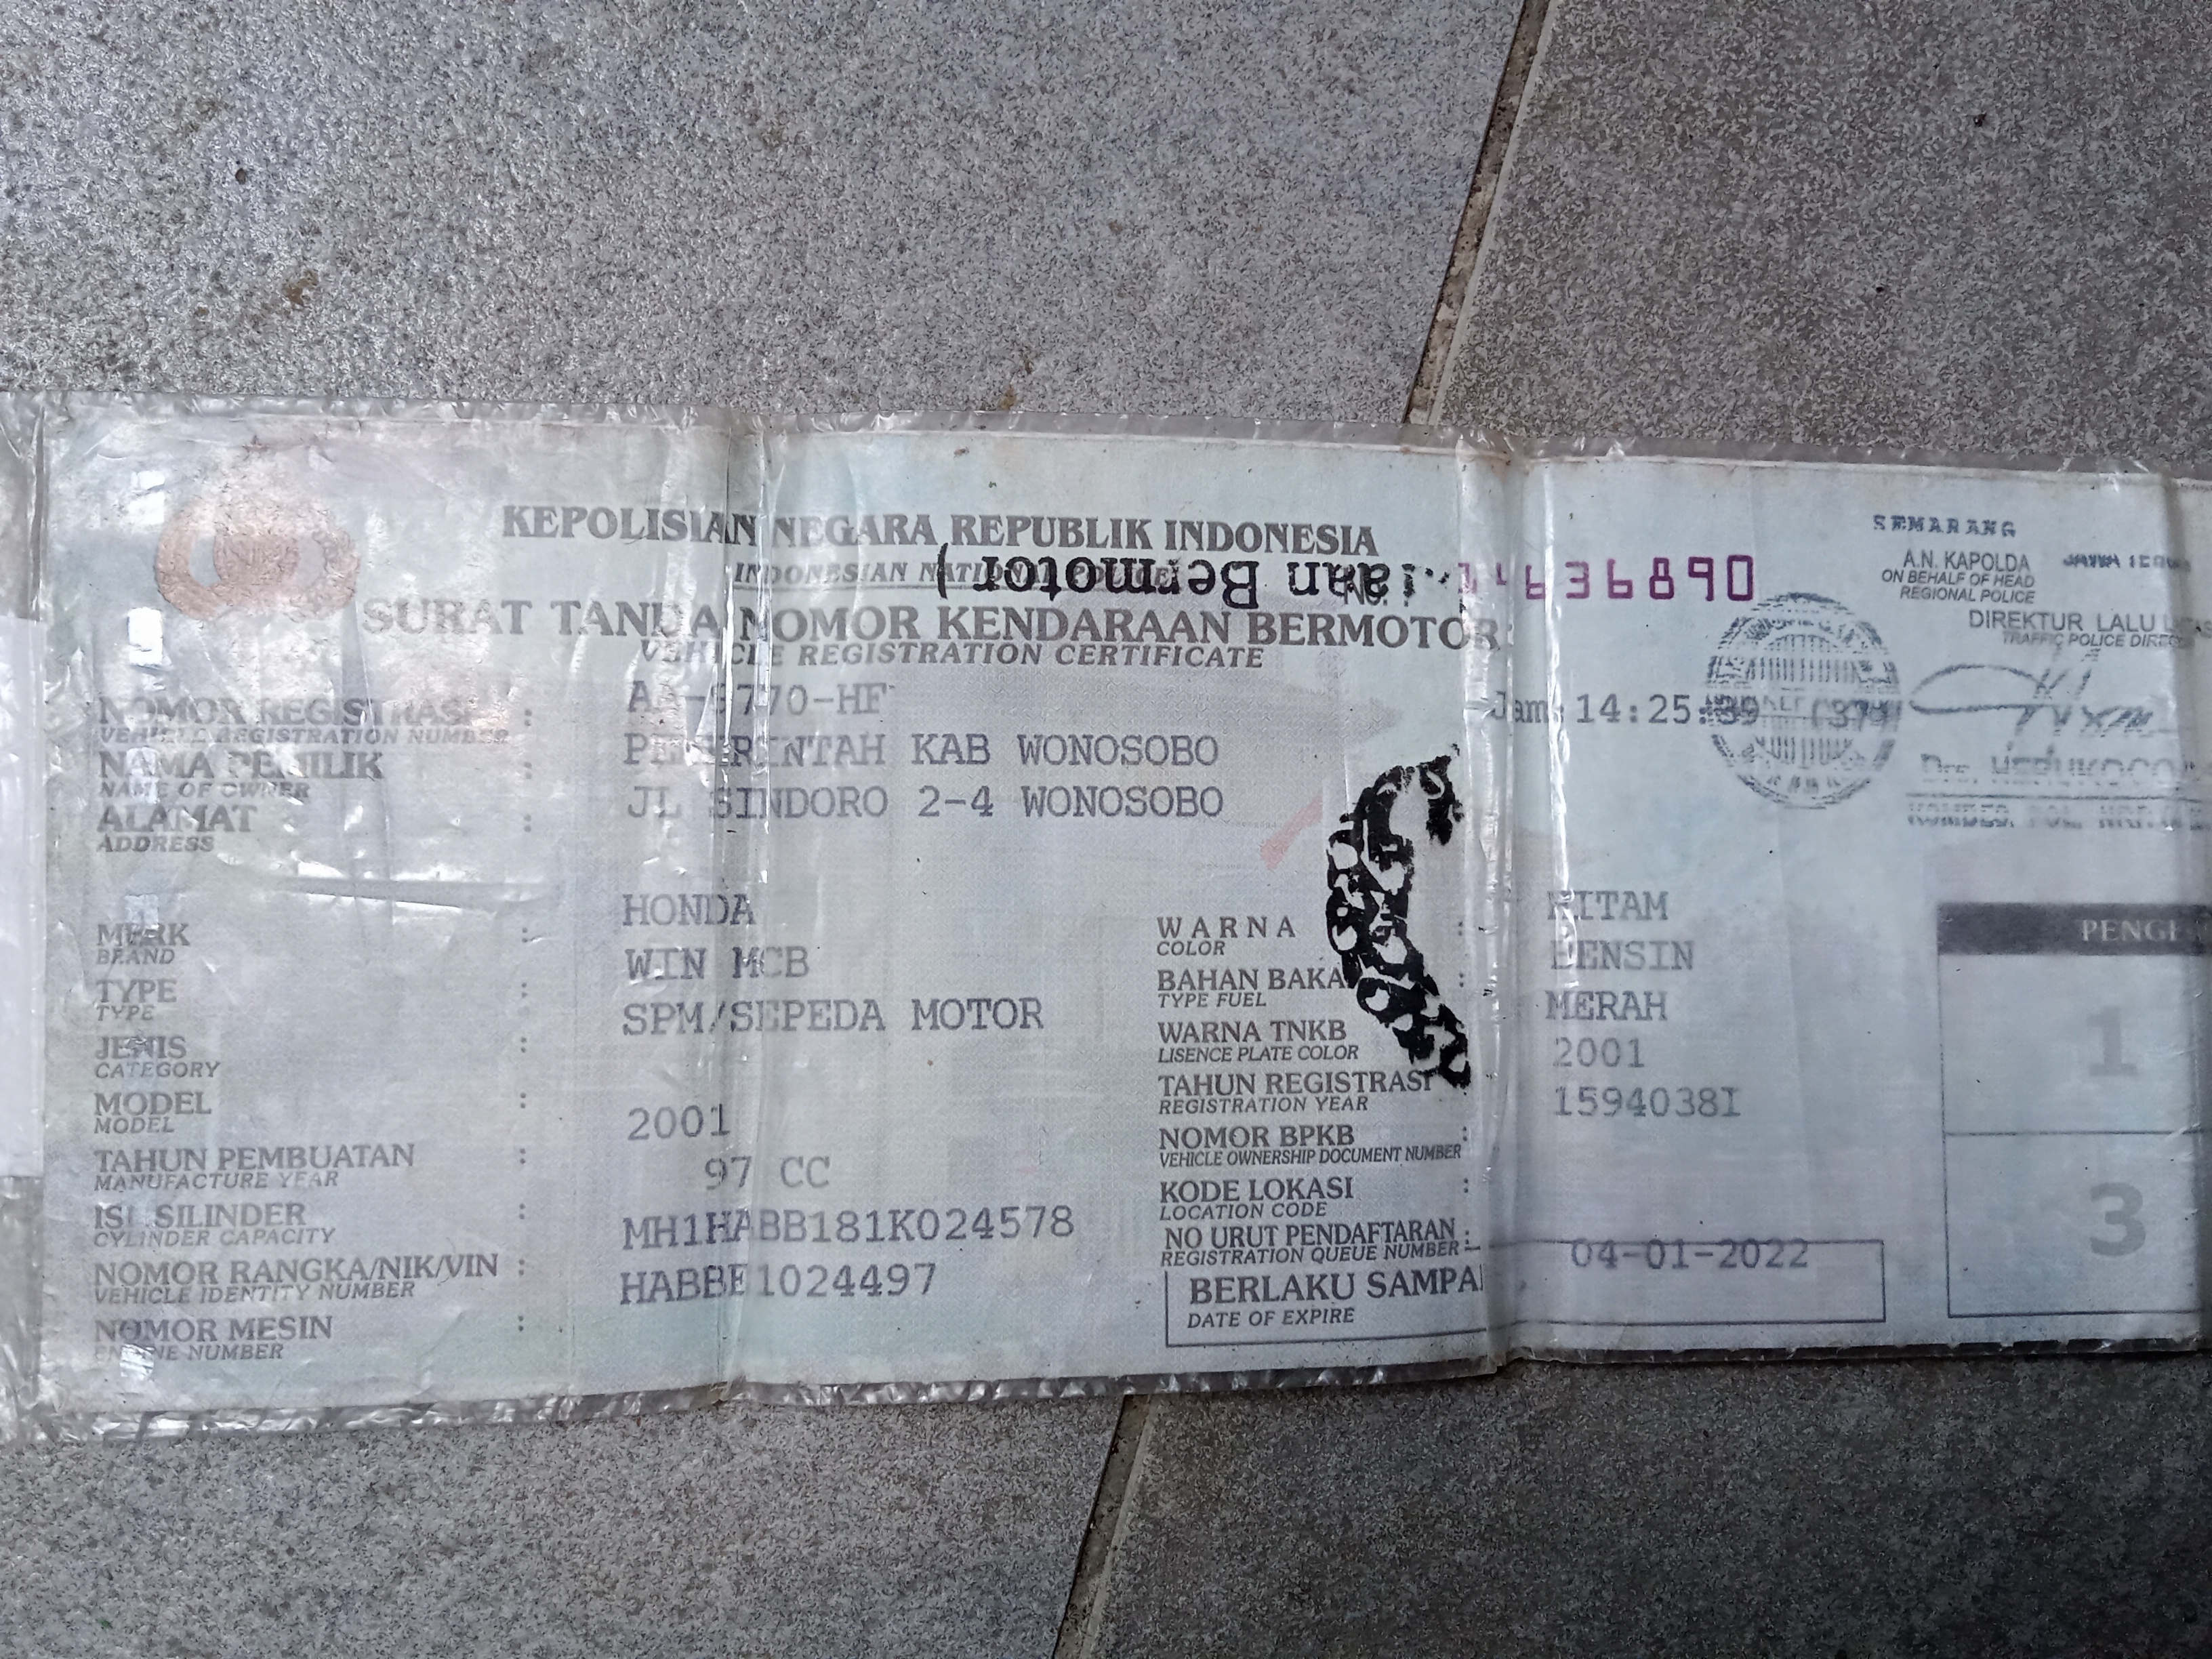 KEPOLISIAN NEGARA REPUBLIK INDONESIA
INDONESIAN NATIONAL POLICE
SURAT TANDA NOMOR KENDARAAN BERMOTOR
VEHICLE REGISTRATION CERTIFICATE
Bermotor)
636890
SEMARANG
A.N. KAPOLDA
ON BEHALF OF HEAD
REGIONAL POLICE
DIREKTUR LALU
TRAFFIC POLICE
Jam: 14:25:39
NOMOR REGISTRASI :
VEHICLE REGISTRATION NUMBER
NAMA PEMILIK : PEMERINTAH KAB WONOSOBO
NAME OF OWNER
ALAMAT : JL SINDORO 2-4 WONOSOBO
ADDRESS
MERK : HONDA
BRAND
TYPE : WIN MCB
TYPE
JENIS : SPM/SEPEDA MOTOR
CATEGORY
MODEL :
MODEL
TAHUN PEMBUATAN : 2001
MANUFACTURE YEAR
ISI SILINDER : 97 CC
CYLINDER CAPACITY
NOMOR RANGKA/NIK/VIN : MH1HABB181K024578
VEHICLE IDENTITY NUMBER
NOMOR MESIN : HABBE1024497
ENGINE NUMBER
WARNA : HITAM
COLOR
BAHAN BAKA : BENSIN
TYPE FUEL
WARNA TNKB MERAH
LISENCE PLATE COLOR
TAHUN REGISTRASI 2001
REGISTRATION YEAR
NOMOR BPKB : 1594038I
VEHICLE OWNERSHIP DOCUMENT NUMBER
KODE LOKASI :
LOCATION CODE
NO URUT PENDAFTARAN :
REGISTRATION QUEUE NUMBER
BERLAKU SAMPAI 04-01-2022
DATE OF EXPIRE
1
3